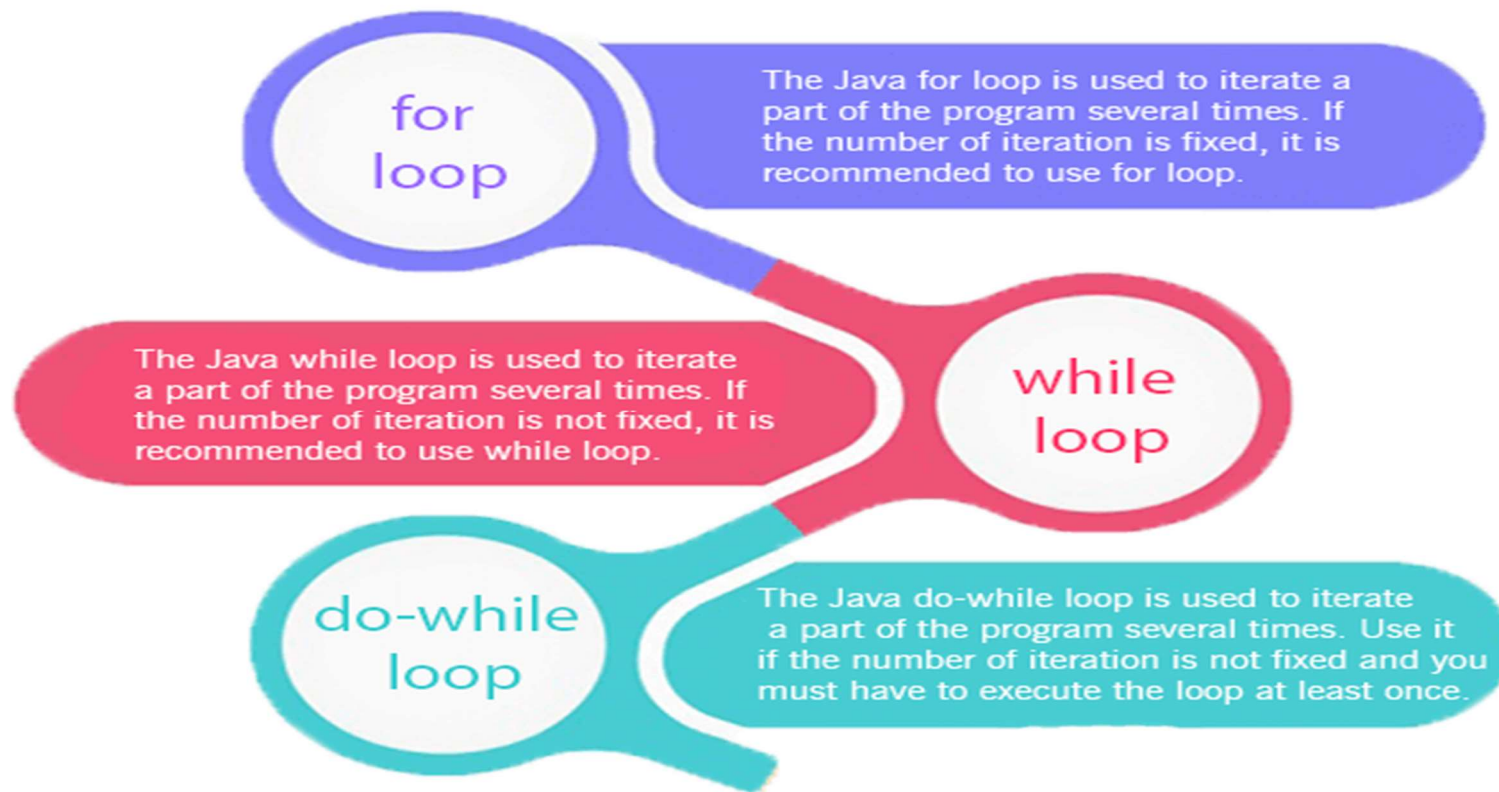 for
loop
The Java for loop is used to iterate a
part of the program several times. If
the number of iteration is fixed, it is
recommended to use for loop.
The Java while loop is used to iterate
a part of the program several times. If
the number of iteration is not fixed, it is
recommended to use while loop.
while
loop
do-while
loop
The Java do-while loop is used to iterate
a part of the program several times. Use it
if the number of iteration is not fixed and you
must have to execute the loop at least once.